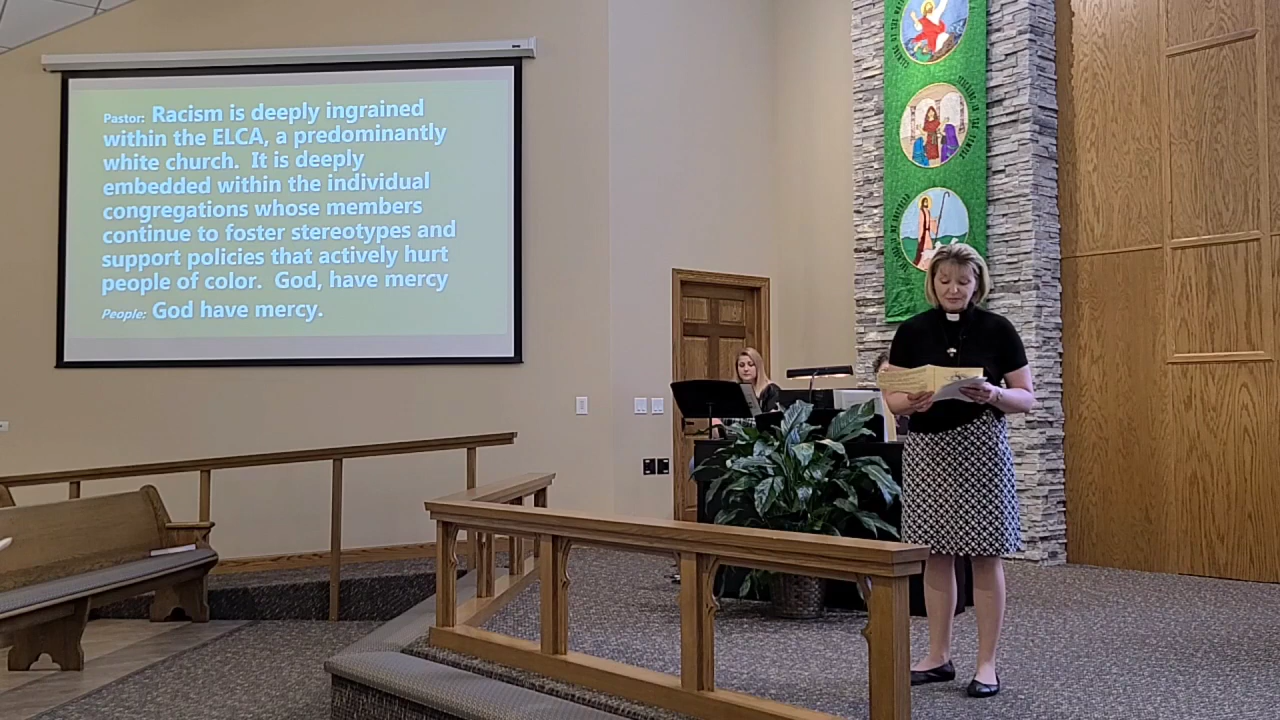 Pastor: Racism is deeply ingrained
within the ELCA, a predominantly
white church. It is deeply
embedded within the individual
congregations whose members
continue to foster stereotypes and
support policies that actively hurt
people of color. God, have mercy
People: God have mercy.